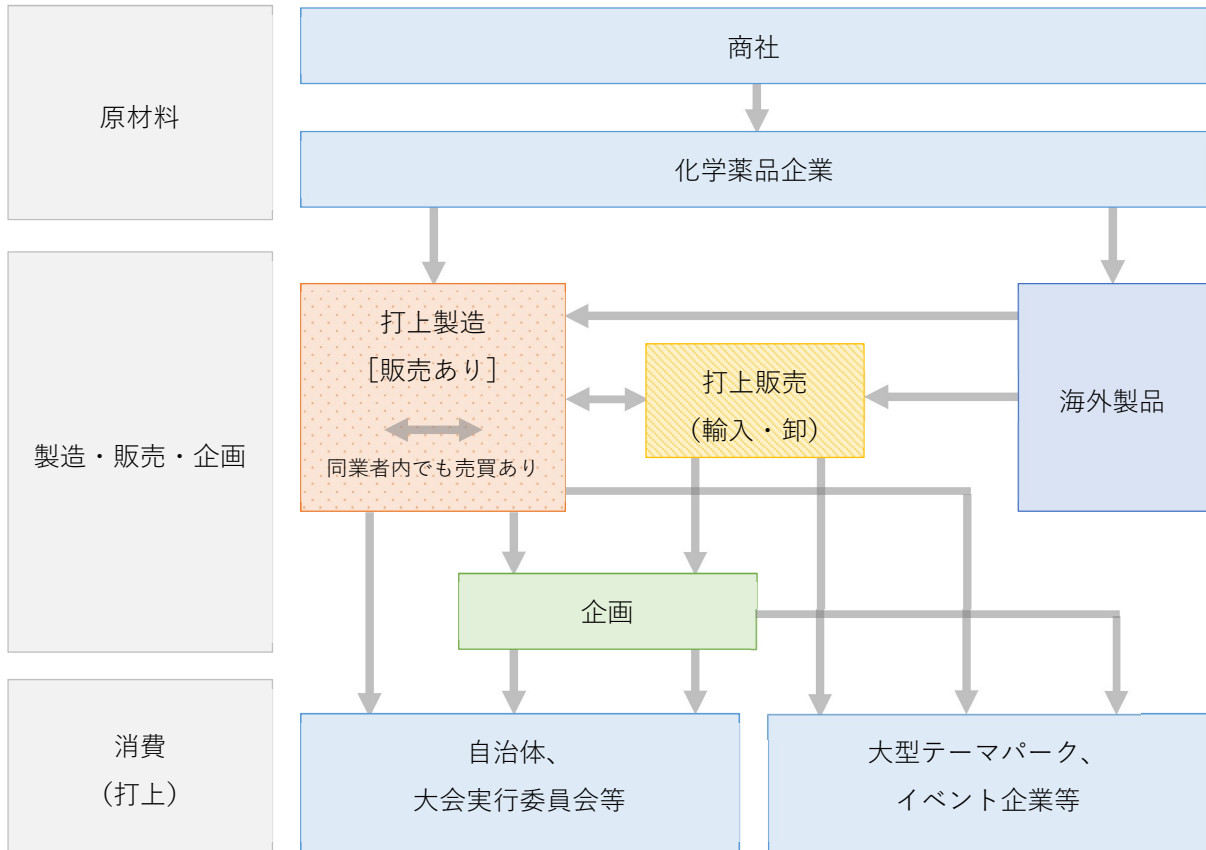 原材料
商社
化学薬品企業
製造・販売・企画
打上製造
［販売あり］
同業者内でも売買あり
打上販売
（輸入・卸）
海外製品
企画
消費
（打上）
自治体、
大会実行委員会等
大型テーマパーク、
イベント企業等